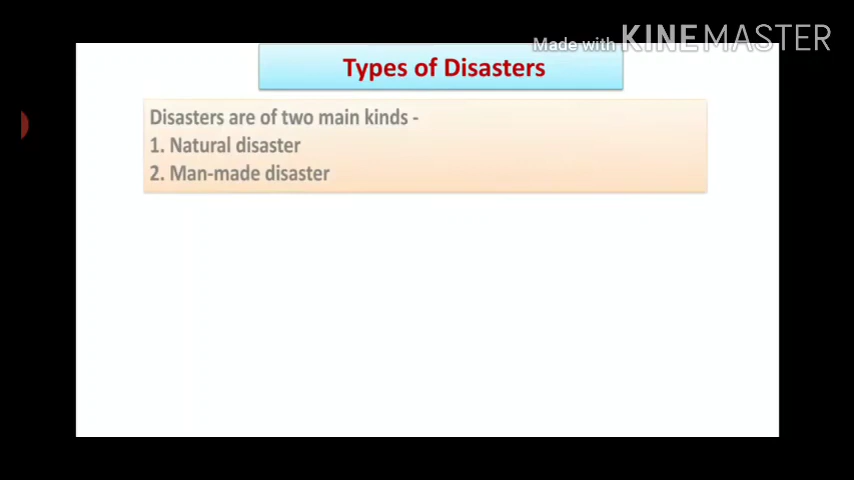 Made with KINEMASTER
Types of Disasters
Disasters are of two main kinds -
1. Natural disaster
2. Man-made disaster